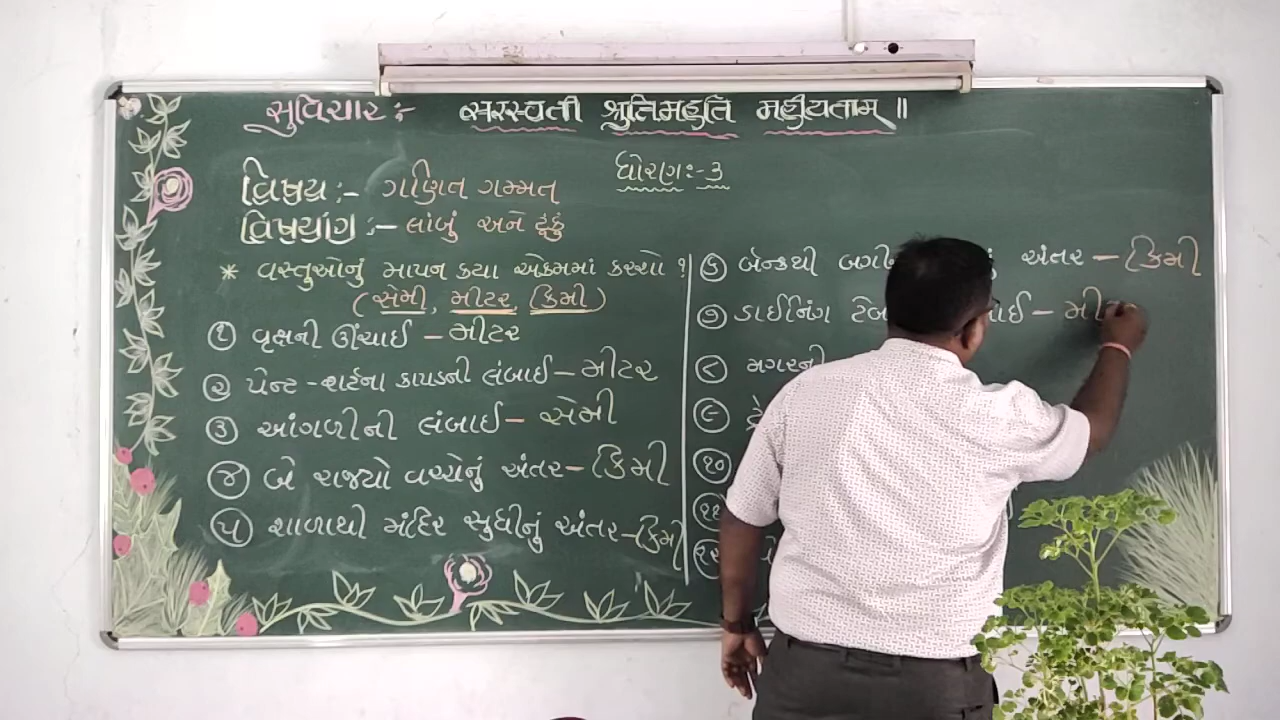 સુવિચાર :- સરસ્વતી શ્રુતિમહતિ મહીયતામ્ ॥
ધોરણઃ-૩
વિષય :- ગણિત ગમ્મત
વિષયાંગ :- લાંબું અને ટૂંકું
* વસ્તુઓનું માપન કયા એકમમાં કરશો ?
(સેમી, મીટર, કિમી)
૧ વૃક્ષની ઊંચાઈ - મીટર
૨ પેન્ટ-શર્ટના કાપડની લંબાઈ - મીટર
૩ આંગળીની લંબાઈ - સેમી
૪ બે રાજ્યો વચ્ચેનું અંતર - કિમી
૫ શાળાથી મંદિર સુધીનું અંતર - કિમી
૬ બેન્કથી અંતર - કિમી
૭ ડાઈનિંગ
૮ મગરની
૯
૧૦
૧૧
૧૨